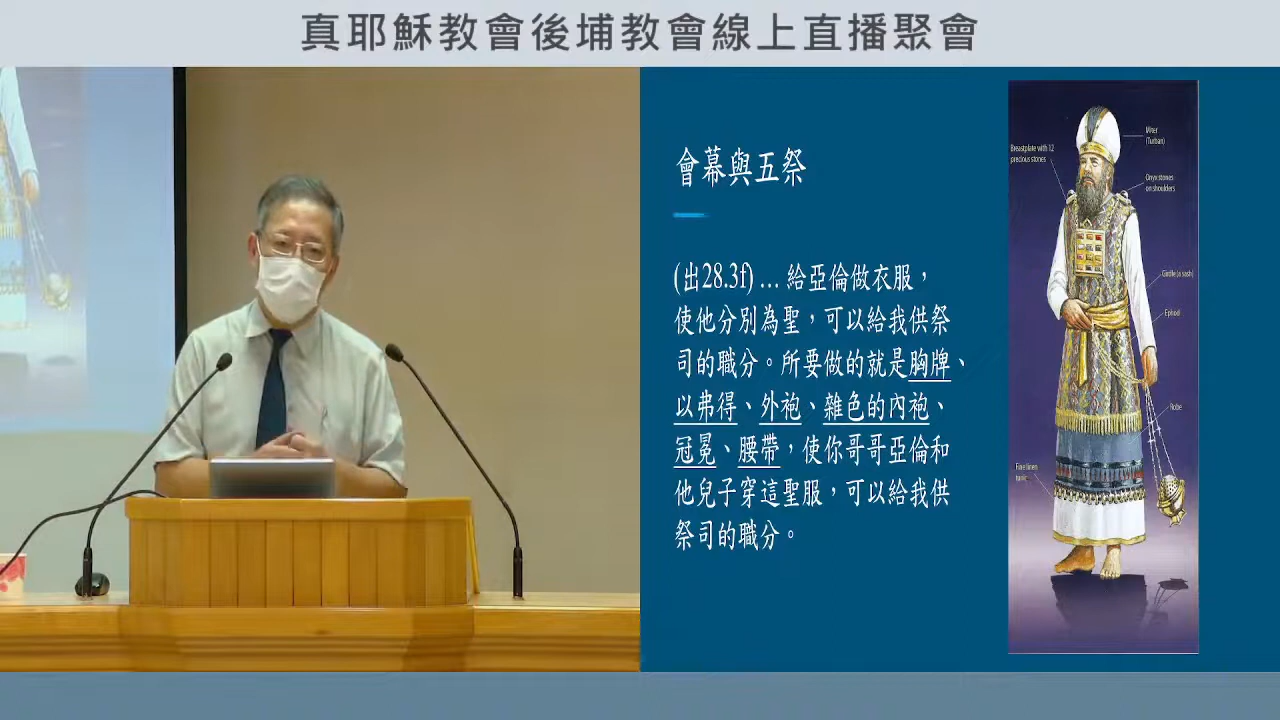 真耶穌教會後埔教會線上直播聚會
會幕與五祭
(出28.3f) … 給亞倫做衣服，
使他分別為聖，可以給我供祭
司的職分。所要做的就是胸牌、
以弗得、外袍、雜色的內袍、
冠冕、腰帶，使你哥哥亞倫和
他兒子穿這聖服，可以給我供
祭司的職分。
Miter
(Turban)
Breastplate with 12
precious stones
Onyx stones
on shoulders
Girdle (a sash)
Ephod
Robe
Fine linen
tunic